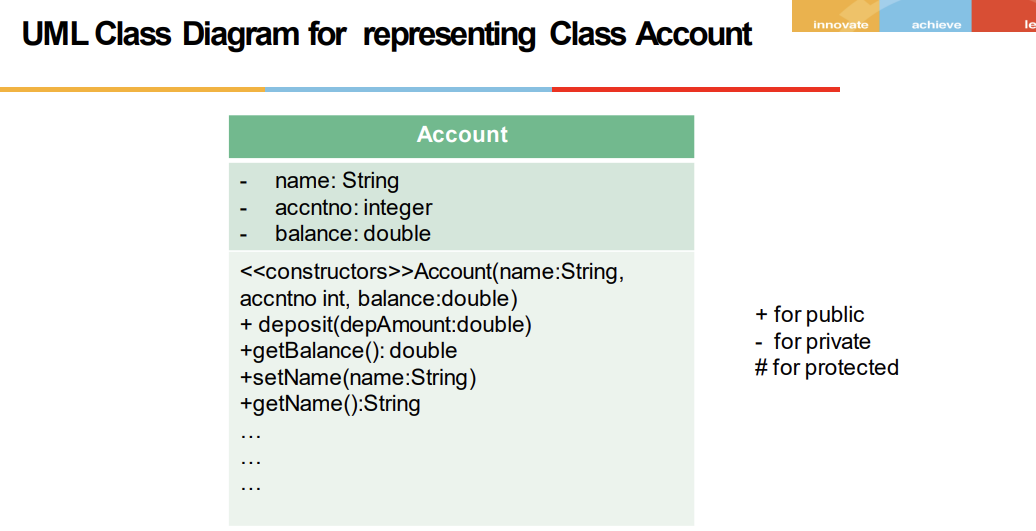 UML Class Diagram for representing Class Account
innovate achieve le
Account
- name: String
- accntno: integer
- balance: double
<<constructors>>Account(name:String,
accntno int, balance:double)
+ deposit(depAmount:double)
+getBalance(): double
+setName(name:String)
+getName():String
…
…
…
+ for public
- for private
# for protected